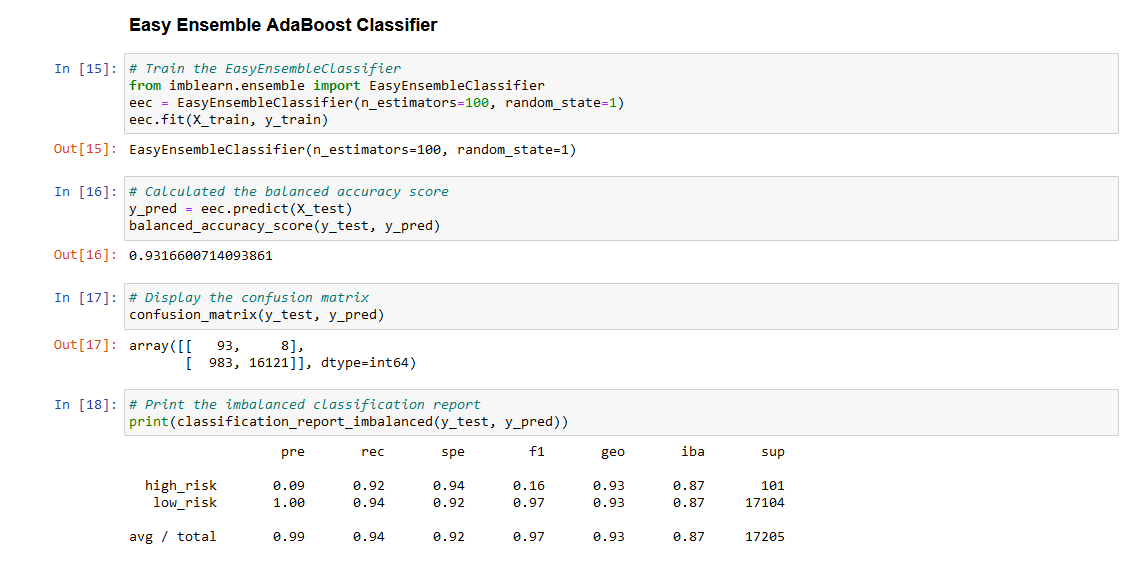 Easy Ensemble AdaBoost Classifier
In [15]: # Train the EasyEnsembleClassifier
from imblearn.ensemble import EasyEnsembleClassifier
eec = EasyEnsembleClassifier(n_estimators=100, random_state=1)
eec.fit(X_train, y_train)
Out[15]: EasyEnsembleClassifier(n_estimators=100, random_state=1)
In [16]: # Calculated the balanced accuracy score
y_pred = eec.predict(X_test)
balanced_accuracy_score(y_test, y_pred)
Out[16]: 0.9316600714093861
In [17]: # Display the confusion matrix
confusion_matrix(y_test, y_pred)
Out[17]: array([[   93,     8],
       [  983, 16121]], dtype=int64)
In [18]: # Print the imbalanced classification report
print(classification_report_imbalanced(y_test, y_pred))
pre rec spe f1 geo iba sup
high_risk 0.09 0.92 0.94 0.16 0.93 0.87 101
low_risk 1.00 0.94 0.92 0.97 0.93 0.87 17104
avg / total 0.99 0.94 0.92 0.97 0.93 0.87 17205